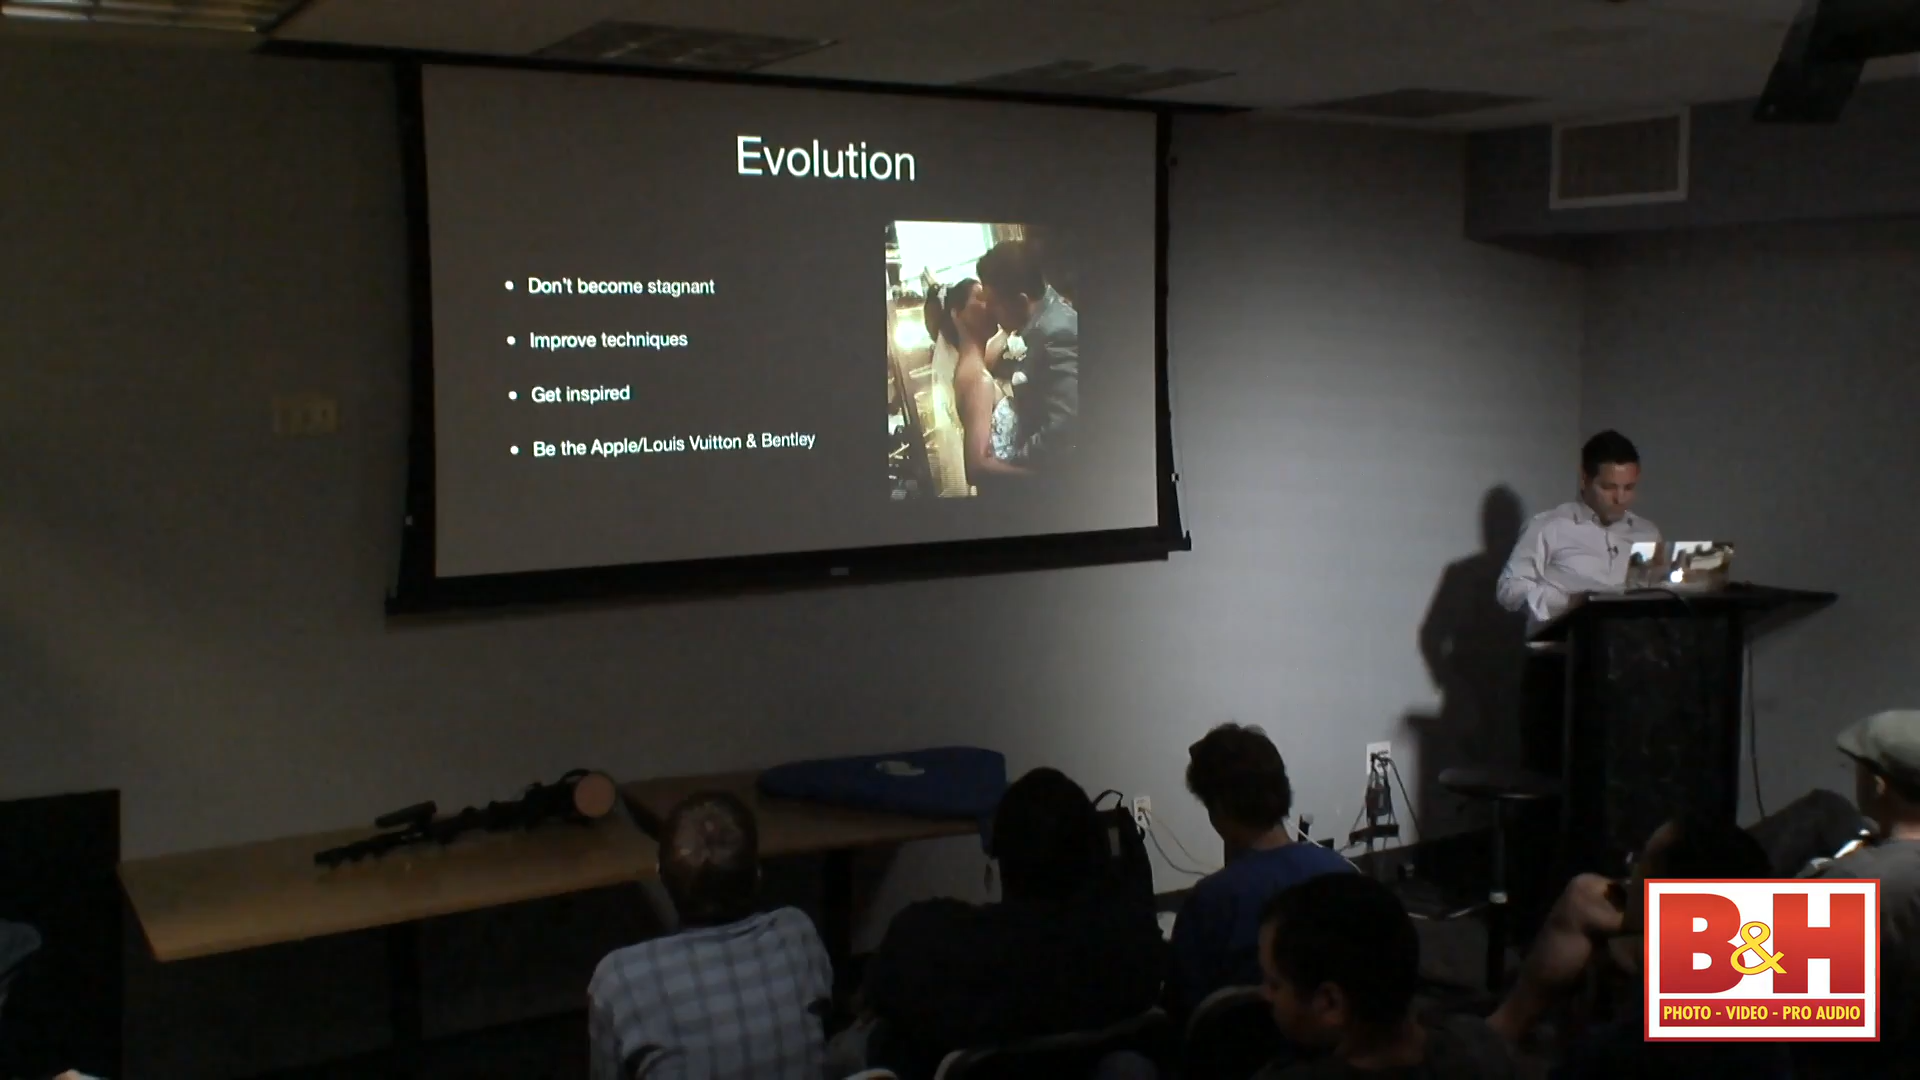 Evolution
• Don't become stagnant
• Improve techniques
• Get inspired
• Be the Apple/Louis Vuitton & Bentley
B&H
PHOTO - VIDEO - PRO AUDIO